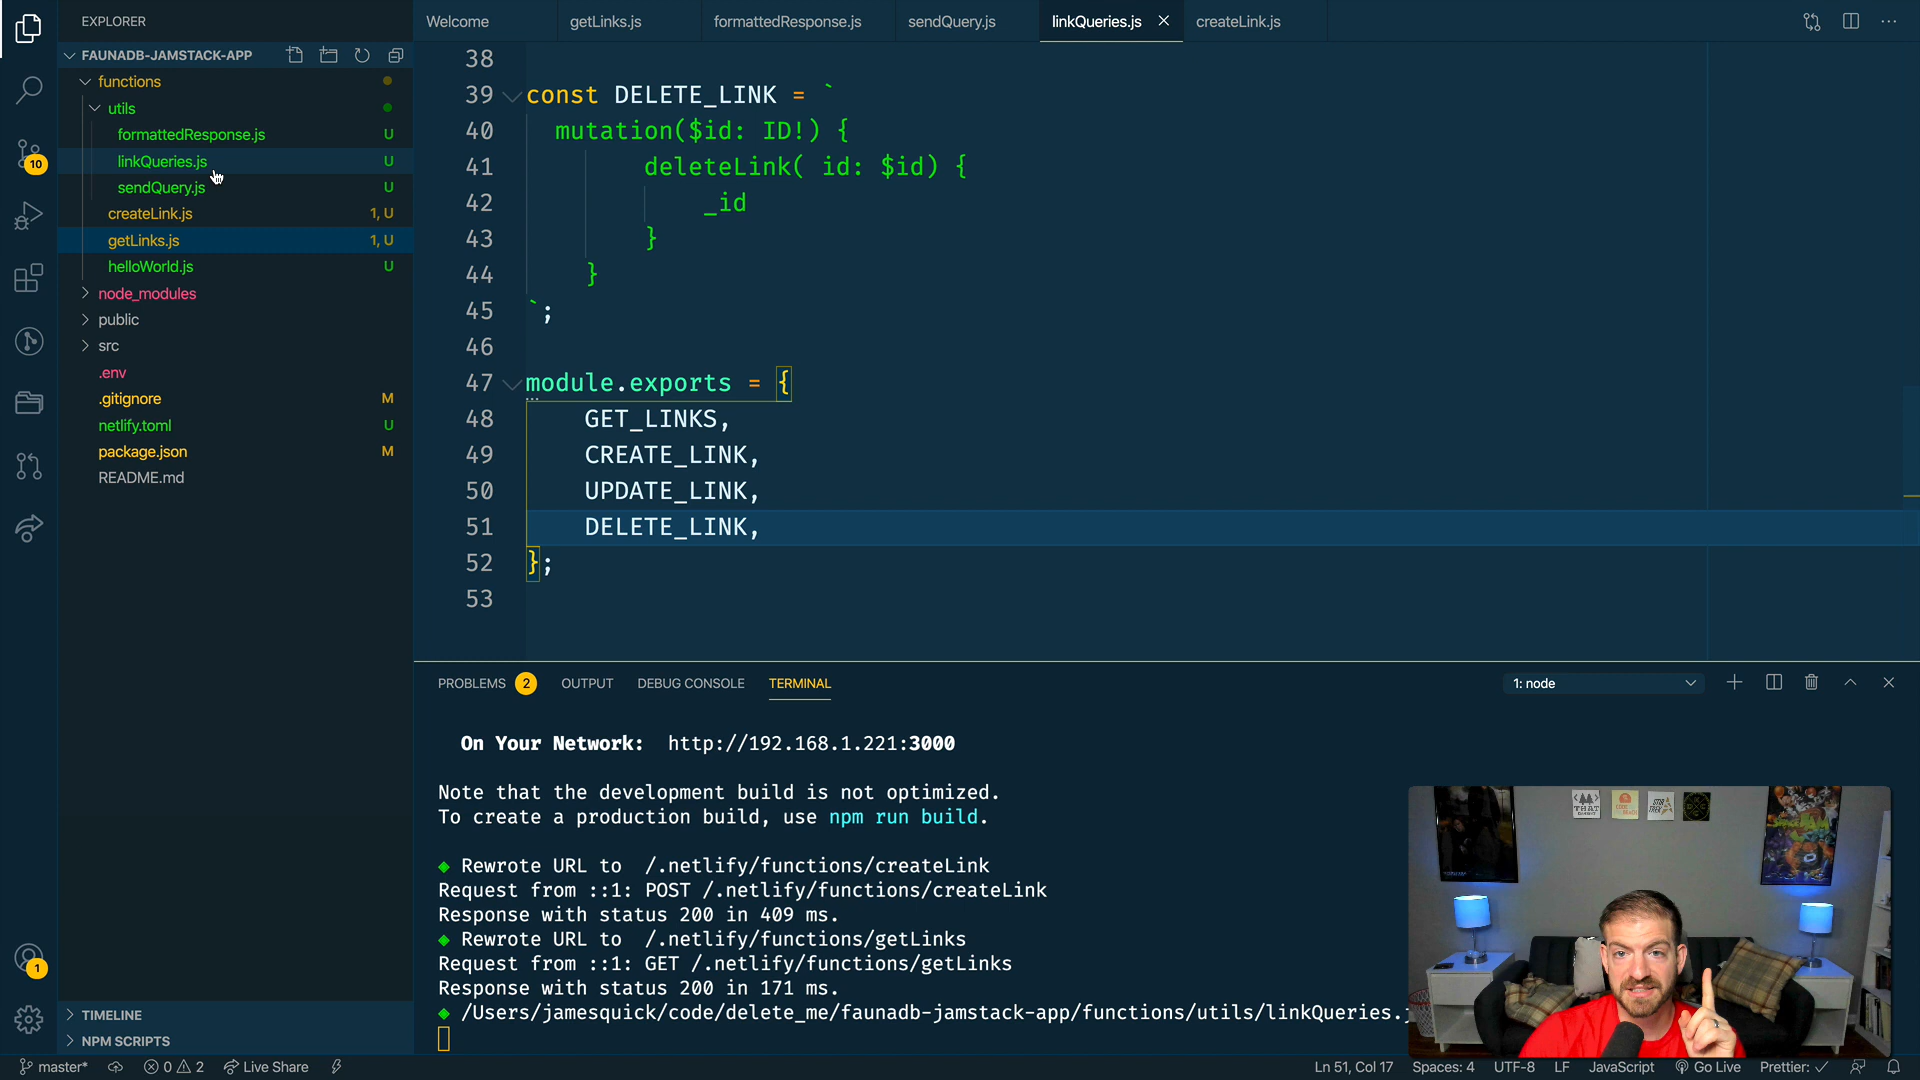 EXPLORER
FAUNADB-JAMSTACK-APP
functions
utils
formattedResponse.js U
linkQueries.js U
sendQuery.js U
createLink.js 1, U
getLinks.js 1, U
helloWorld.js U
node_modules
public
src
.env
.gitignore M
netlify.toml U
package.json M
README.md
TIMELINE
NPM SCRIPTS
10
1
Welcome getLinks.js formattedResponse.js sendQuery.js linkQueries.js createLink.js
38
39 const DELETE_LINK = `
40 mutation($id: ID!) {
41 deleteLink( id: $id) {
42 _id
43 }
44 }
45 `;
46
47 module.exports = {
48 GET_LINKS,
49 CREATE_LINK,
50 UPDATE_LINK,
51 DELETE_LINK,
52 };
53
PROBLEMS 2 OUTPUT DEBUG CONSOLE TERMINAL 1: node
On Your Network: http://192.168.1.221:3000
Note that the development build is not optimized.
To create a production build, use npm run build.
◈ Rewrote URL to /.netlify/functions/createLink
Request from ::1: POST /.netlify/functions/createLink
Response with status 200 in 409 ms.
◈ Rewrote URL to /.netlify/functions/getLinks
Request from ::1: GET /.netlify/functions/getLinks
Response with status 200 in 171 ms.
◈ /Users/jamesquick/code/delete_me/faunadb-jamstack-app/functions/utils/linkQueries.j
master* 0 2 Live Share Ln 51, Col 17 Spaces: 4 UTF-8 LF JavaScript Go Live Prettier: ✓